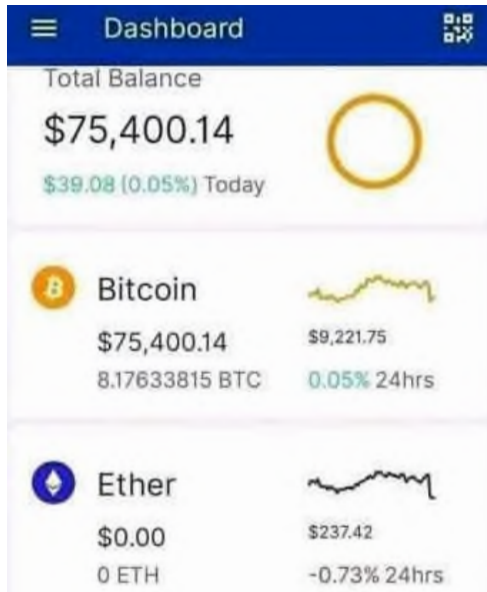 Dashboard
Total Balance
$75,400.14
$39.08 (0.05%) Today
Bitcoin
$75,400.14
$9,221.75
8.17633815 BTC
0.05% 24hrs
Ether
$0.00
$237.42
0 ETH
-0.73% 24hrs